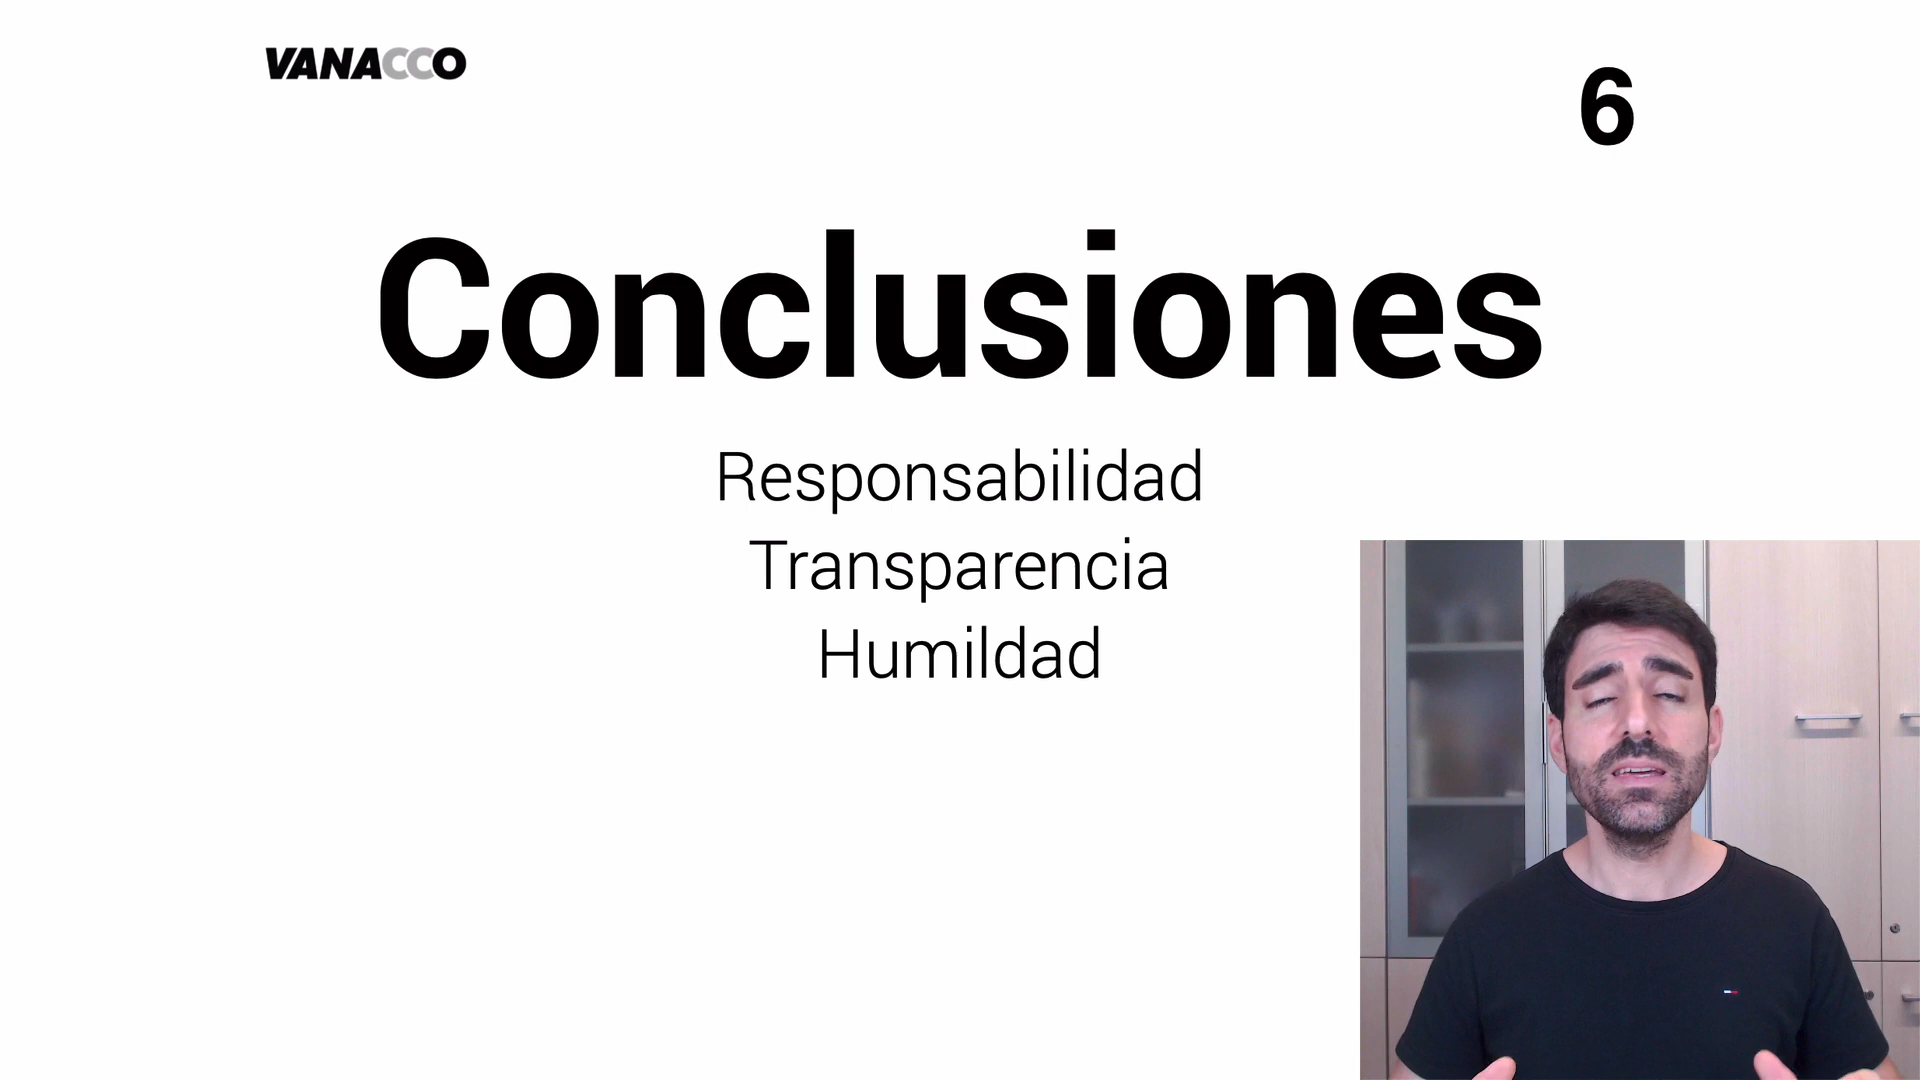 VANACCO
6
Conclusiones
Responsabilidad
Transparencia
Humildad